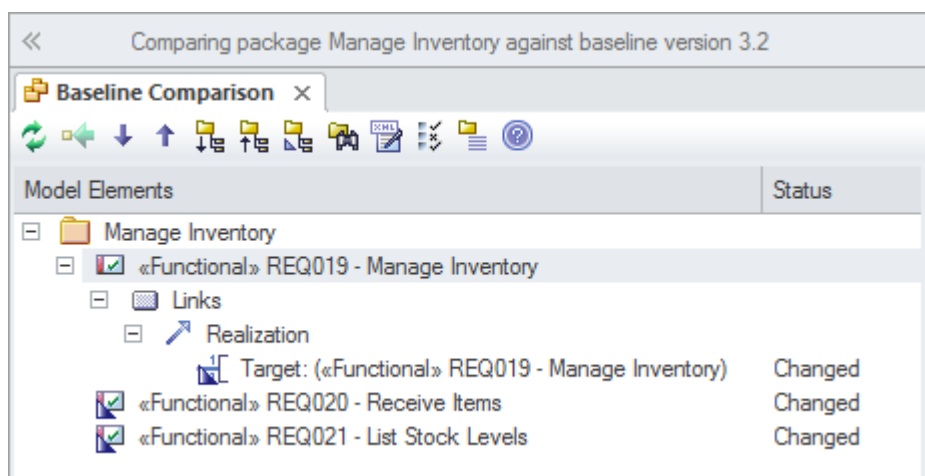 Comparing package Manage Inventory against baseline version 3.2
Baseline Comparison
Model Elements Status
Manage Inventory
«Functional» REQ019 - Manage Inventory
Links
Realization
Target: («Functional» REQ019 - Manage Inventory) Changed
«Functional» REQ020 - Receive Items Changed
«Functional» REQ021 - List Stock Levels Changed